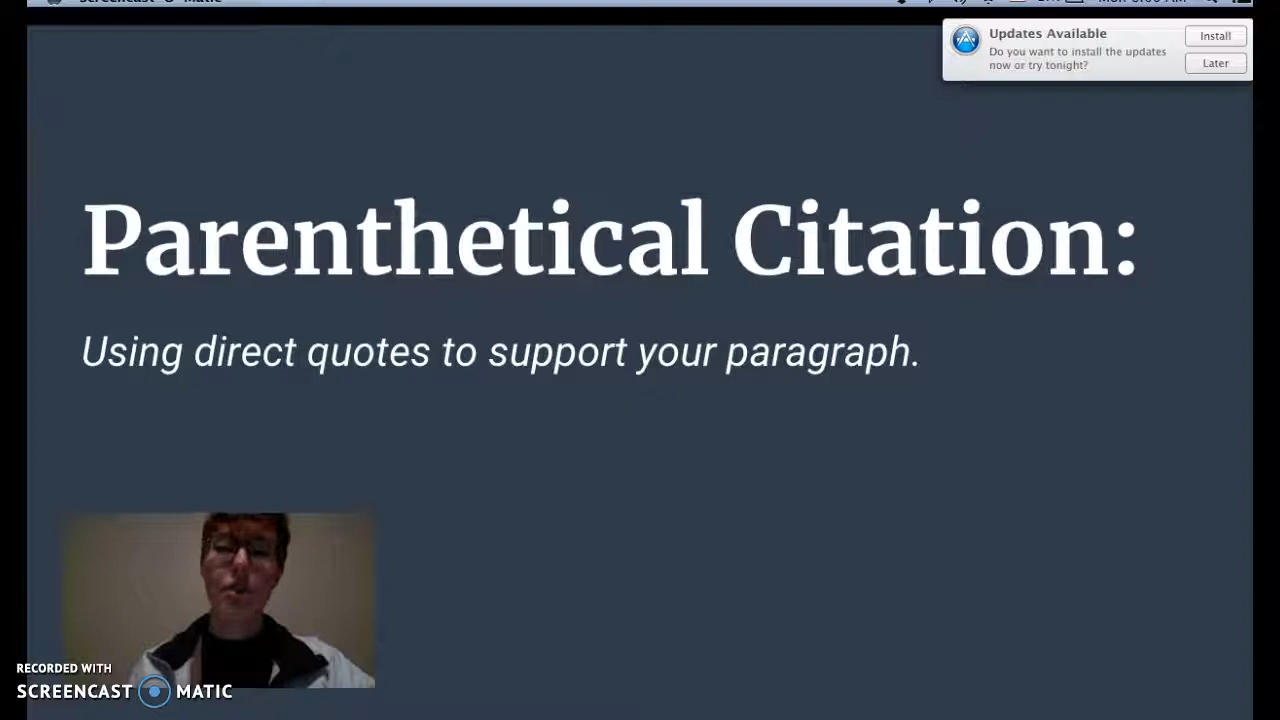 Updates Available
Do you want to install the updates
now or try tonight?
Install
Later
Parenthetical Citation:
Using direct quotes to support your paragraph.
RECORDED WITH
SCREENCAST MATIC